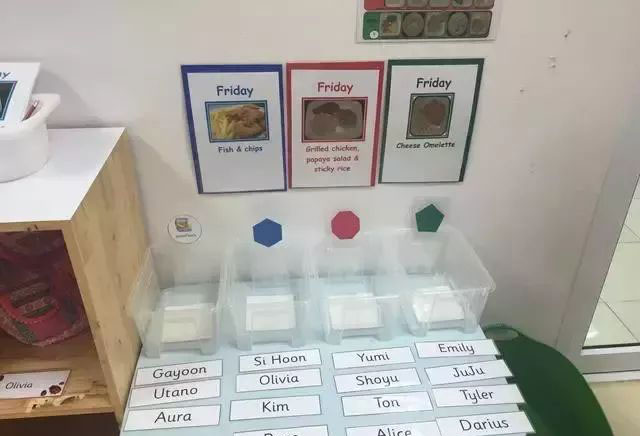 Friday
Fish & chips
Friday
Grilled chicken,
papaya salad &
sticky rice
Friday
Cheese Omelette
Gayoon
Si Hoon
Yumi
Emily
Utano
Olivia
Shoyu
JuJu
Aura
Kim
Ton
Tyler
Alice
Darius
Olivia